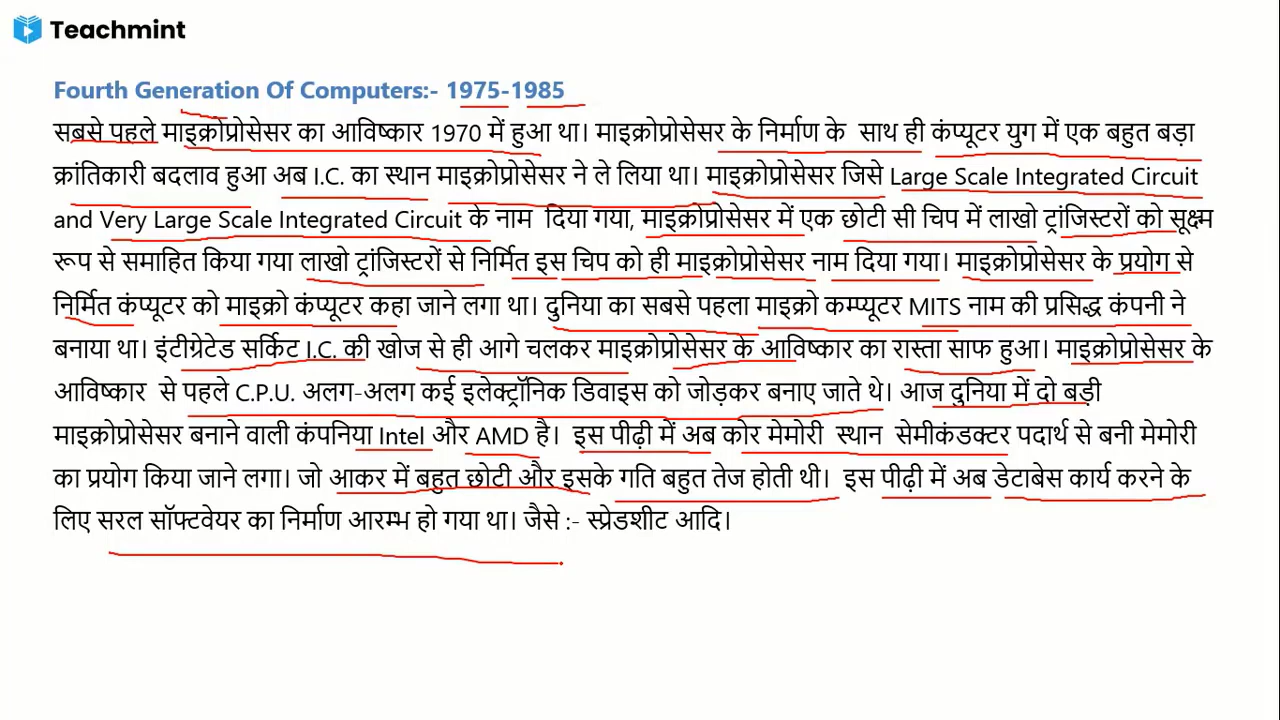 Teachmint
Fourth Generation Of Computers:- 1975-1985
सबसे पहले माइक्रोप्रोसेसर का आविष्कार 1970 में हुआ था। माइक्रोप्रोसेसर के निर्माण के साथ ही कंप्यूटर युग में एक बहुत बड़ा
क्रांतिकारी बदलाव हुआ अब I.C. का स्थान माइक्रोप्रोसेसर ने ले लिया था। माइक्रोप्रोसेसर जिसे Large Scale Integrated Circuit
and Very Large Scale Integrated Circuit के नाम दिया गया, माइक्रोप्रोसेसर में एक छोटी सी चिप में लाखो ट्रांजिस्टरों को सूक्ष्म
रूप से समाहित किया गया लाखो ट्रांजिस्टरों से निर्मित इस चिप को ही माइक्रोप्रोसेसर नाम दिया गया। माइक्रोप्रोसेसर के प्रयोग से
निर्मित कंप्यूटर को माइक्रो कंप्यूटर कहा जाने लगा था। दुनिया का सबसे पहला माइक्रो कम्प्यूटर MITS नाम की प्रसिद्ध कंपनी ने
बनाया था। इंटीग्रेटेड सर्किट I.C. की खोज से ही आगे चलकर माइक्रोप्रोसेसर के आविष्कार का रास्ता साफ हुआ। माइक्रोप्रोसेसर के
आविष्कार से पहले C.P.U. अलग-अलग कई इलेक्ट्रॉनिक डिवाइस को जोड़कर बनाए जाते थे। आज दुनिया में दो बड़ी
माइक्रोप्रोसेसर बनाने वाली कंपनिया Intel और AMD है। इस पीढ़ी में अब कोर मेमोरी स्थान सेमीकंडक्टर पदार्थ से बनी मेमोरी
का प्रयोग किया जाने लगा। जो आकर में बहुत छोटी और इसके गति बहुत तेज होती थी। इस पीढ़ी में अब डेटाबेस कार्य करने के
लिए सरल सॉफ्टवेयर का निर्माण आरम्भ हो गया था। जैसे :- स्प्रेडशीट आदि।